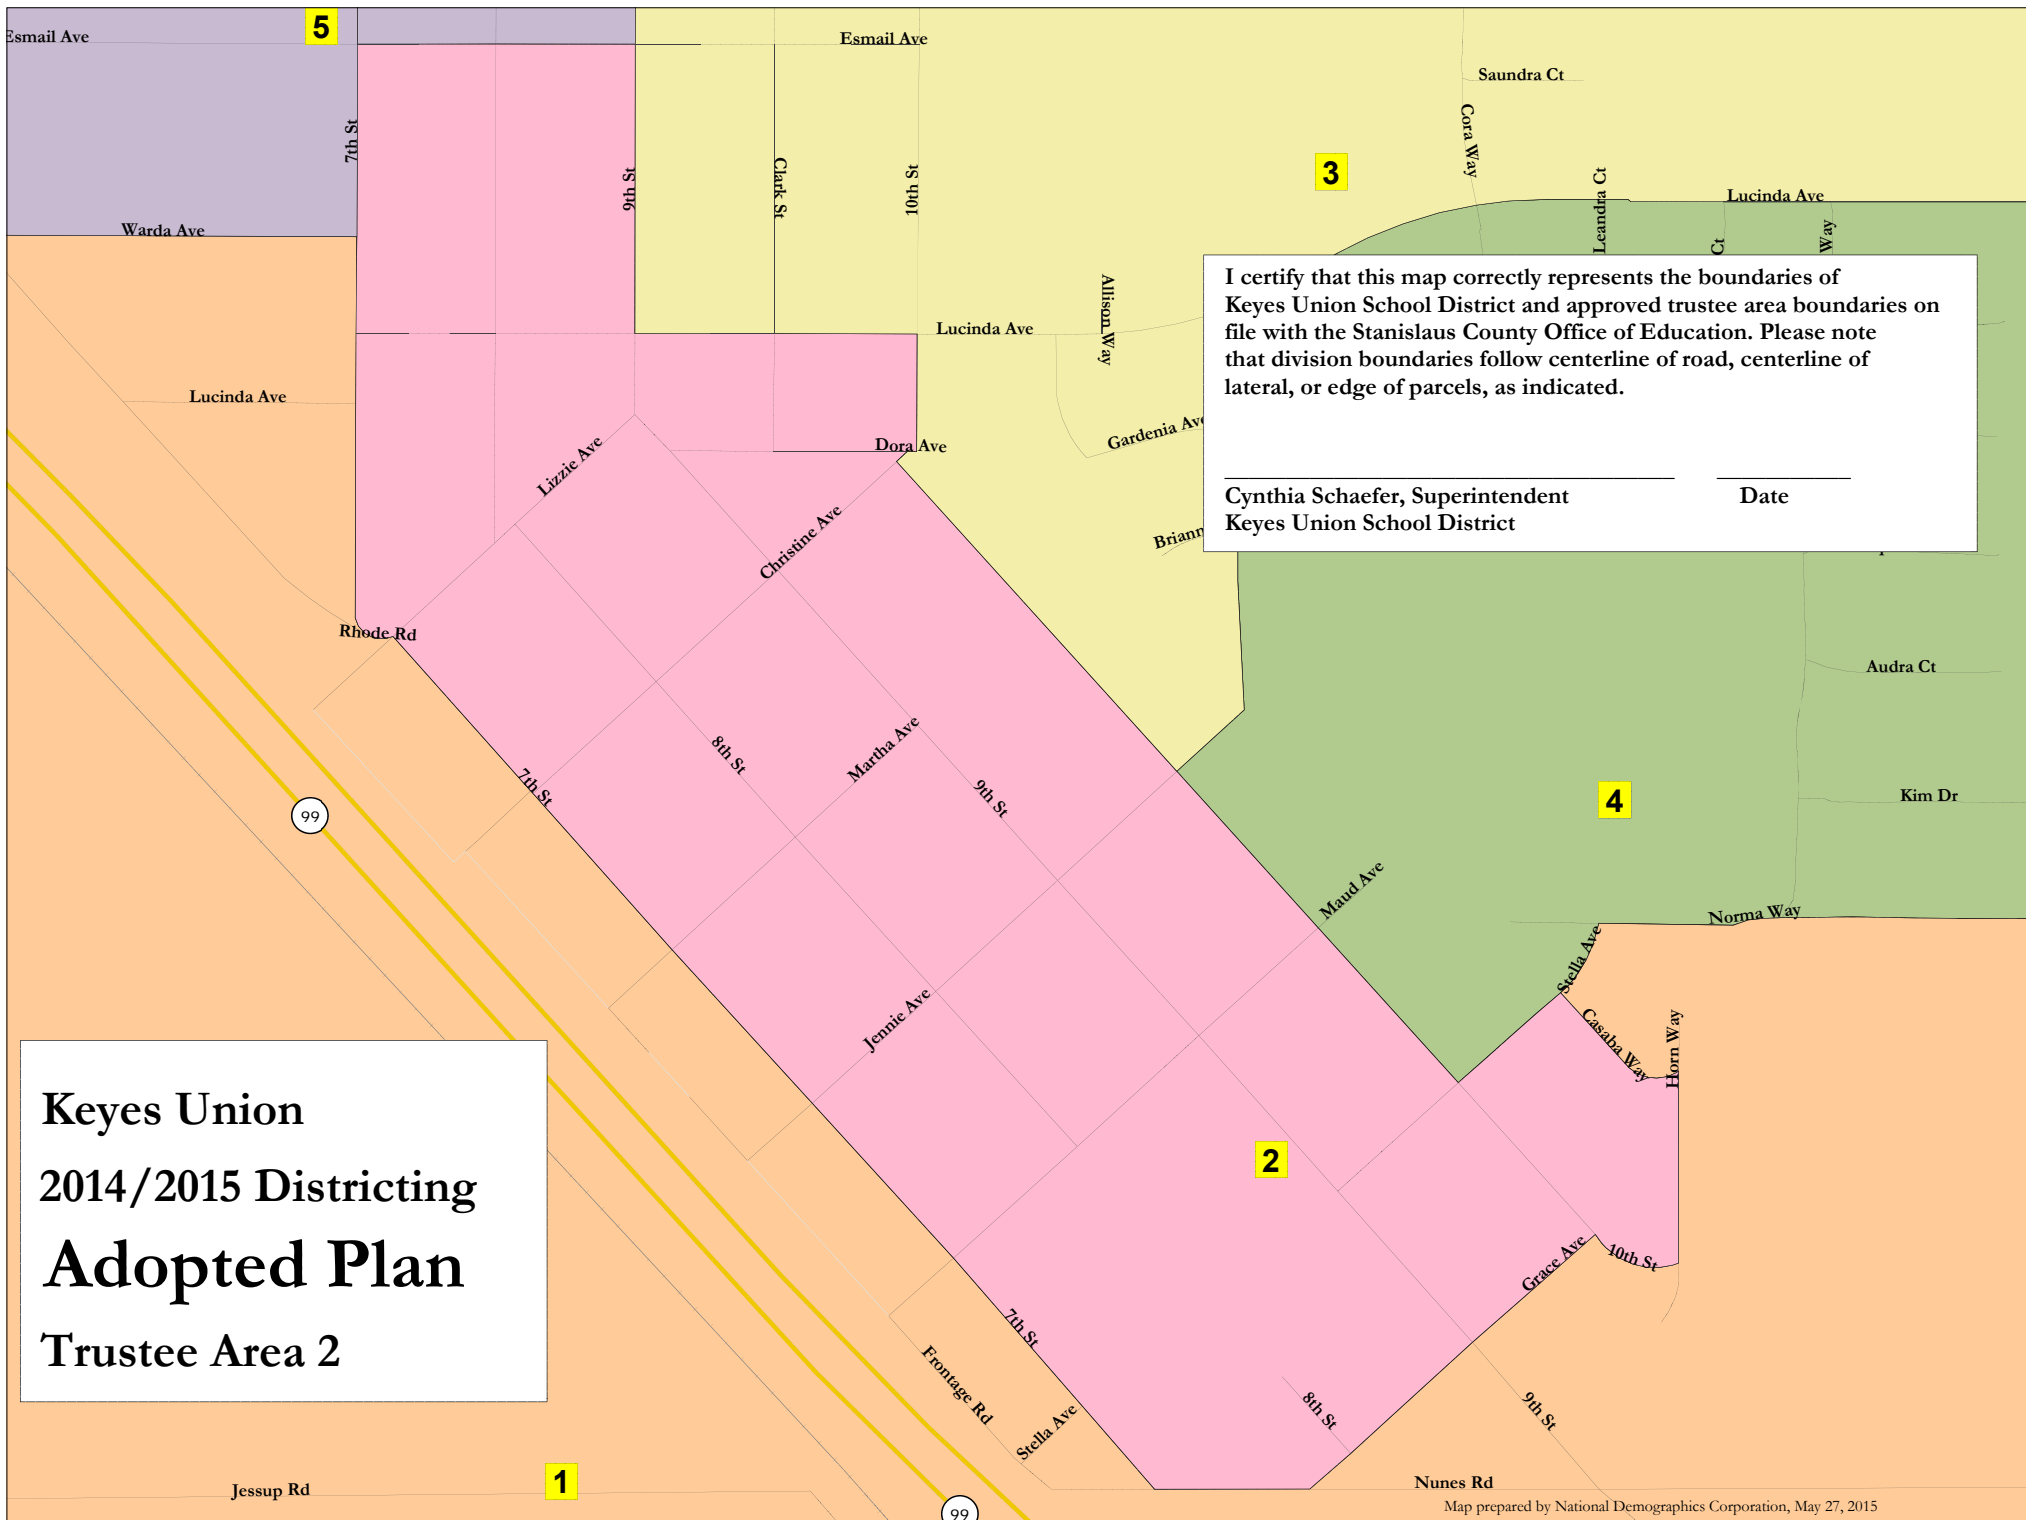 5
Esmail Ave
Esmail Ave
Saundra Ct
Cora Way
7th St
9th St
Clark St
10th St
3
Leandra Ct
Lucinda Ave
Ct
Way
Warda Ave
I certify that this map correctly represents the boundaries of
Keyes Union School District and approved trustee area boundaries on
file with the Stanislaus County Office of Education. Please note
that division boundaries follow centerline of road, centerline of
lateral, or edge of parcels, as indicated.
Cynthia Schaefer, Superintendent Date
Keyes Union School District
Allison Way
Lucinda Ave
Lucinda Ave
Gardenia Ave
Dora Ave
Lizzie Ave
Christine Ave
Briann
Rhode Rd
Audra Ct
8th St
Martha Ave
7th St
9th St
99
4
Kim Dr
Maud Ave
Norma Way
Stella Ave
Casaba Way
Horn Way
Jennie Ave
Keyes Union
2014/2015 Districting
Adopted Plan
Trustee Area 2
2
Grace Ave
10th St
7th St
Frontage Rd
Stella Ave
8th St
9th St
Jessup Rd
1
Nunes Rd
99
Map prepared by National Demographics Corporation, May 27, 2015